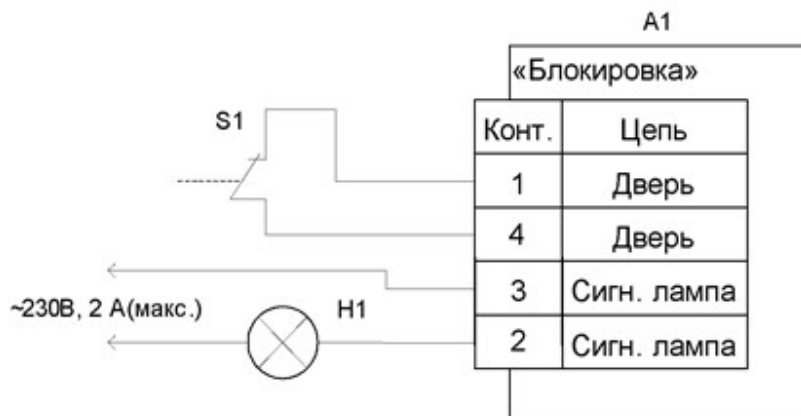 A1
«Блокировка»
S1
Конт. Цепь
1 Дверь
4 Дверь
3 Сигн. лампа
~230В, 2 А(макс.) H1
2 Сигн. лампа